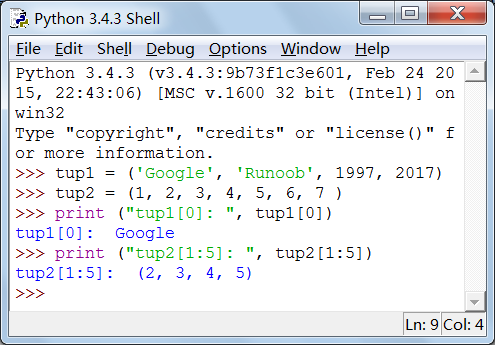 Python 3.4.3 Shell
File Edit Shell Debug Options Window Help
Python 3.4.3 (v3.4.3:9b73f1c3e601, Feb 24 20
15, 22:43:06) [MSC v.1600 32 bit (Intel)] on
win32
Type "copyright", "credits" or "license()" f
or more information.
>>> tup1 = ('Google', 'Runoob', 1997, 2017)
>>> tup2 = (1, 2, 3, 4, 5, 6, 7 )
>>> print ("tup1[0]: ", tup1[0])
tup1[0]:  Google
>>> print ("tup2[1:5]: ", tup2[1:5])
tup2[1:5]:  (2, 3, 4, 5)
>>>
Ln: 9 Col: 4